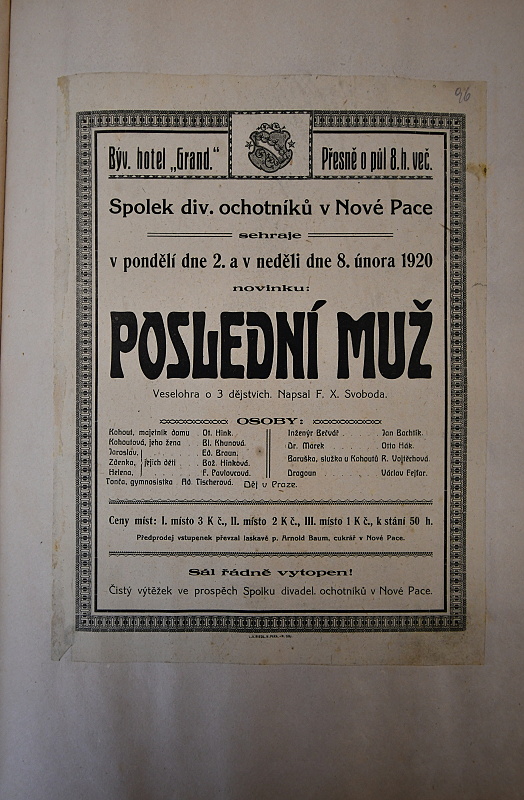 96
Býv. hotel „Grand.“ Přesně o půl 8. h. več.
Spolek div. ochotníků v Nové Pace
sehraje
v pondělí dne 2. a v neděli dne 8. února 1920
novinku:
POSLEDNÍ MUŽ
Veselohra o 3 dějstvích. Napsal F. X. Svoboda.
OSOBY:
Kohout, majetník domu Ot. Hink. Inženýr Bečvář Jan Bachtík.
Kohoutová, jeho žena Bl. Khunová. Dr. Marek Otto Hák.
Jaroslav, Ed. Braun. Baruška, služka u Kohoutů R. Vojtěchová.
Zdenka, jejich děti Bož. Hinková. Dragoun Václav Fejfar.
Helena, F. Pavlovcová.
Tonča, gymnasistka Ad. Tischerová. Děj v Praze.
Ceny míst: I. místo 3 K č., II. místo 2 K č., III. místo 1 K č., k stání 50 h.
Předprodej vstupenek převzal laskavě p. Arnold Baum, cukrář v Nové Pace.
Sál řádně vytopen!
Čistý výtěžek ve prospěch Spolku divadel. ochotníků v Nové Pace.